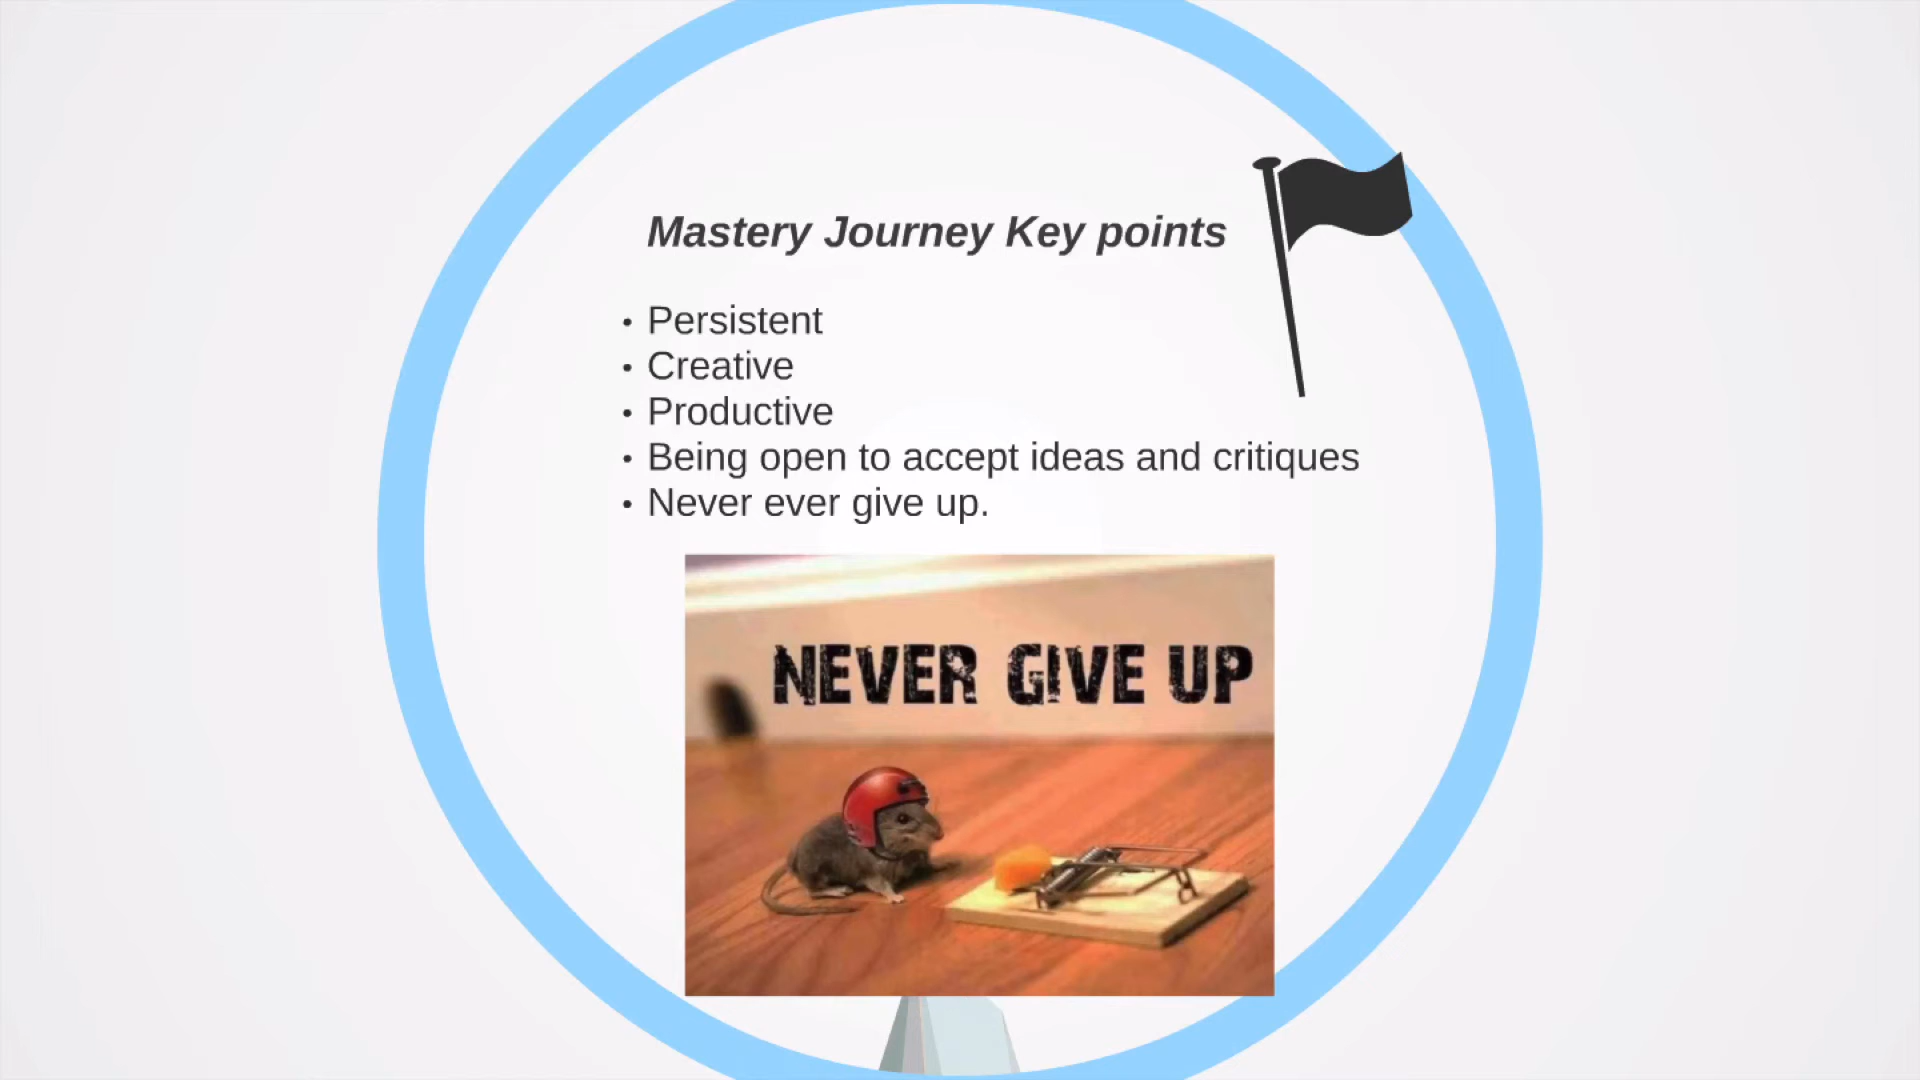 Mastery Journey Key points
• Persistent
• Creative
• Productive
• Being open to accept ideas and critiques
• Never ever give up.
NEVER GIVE UP